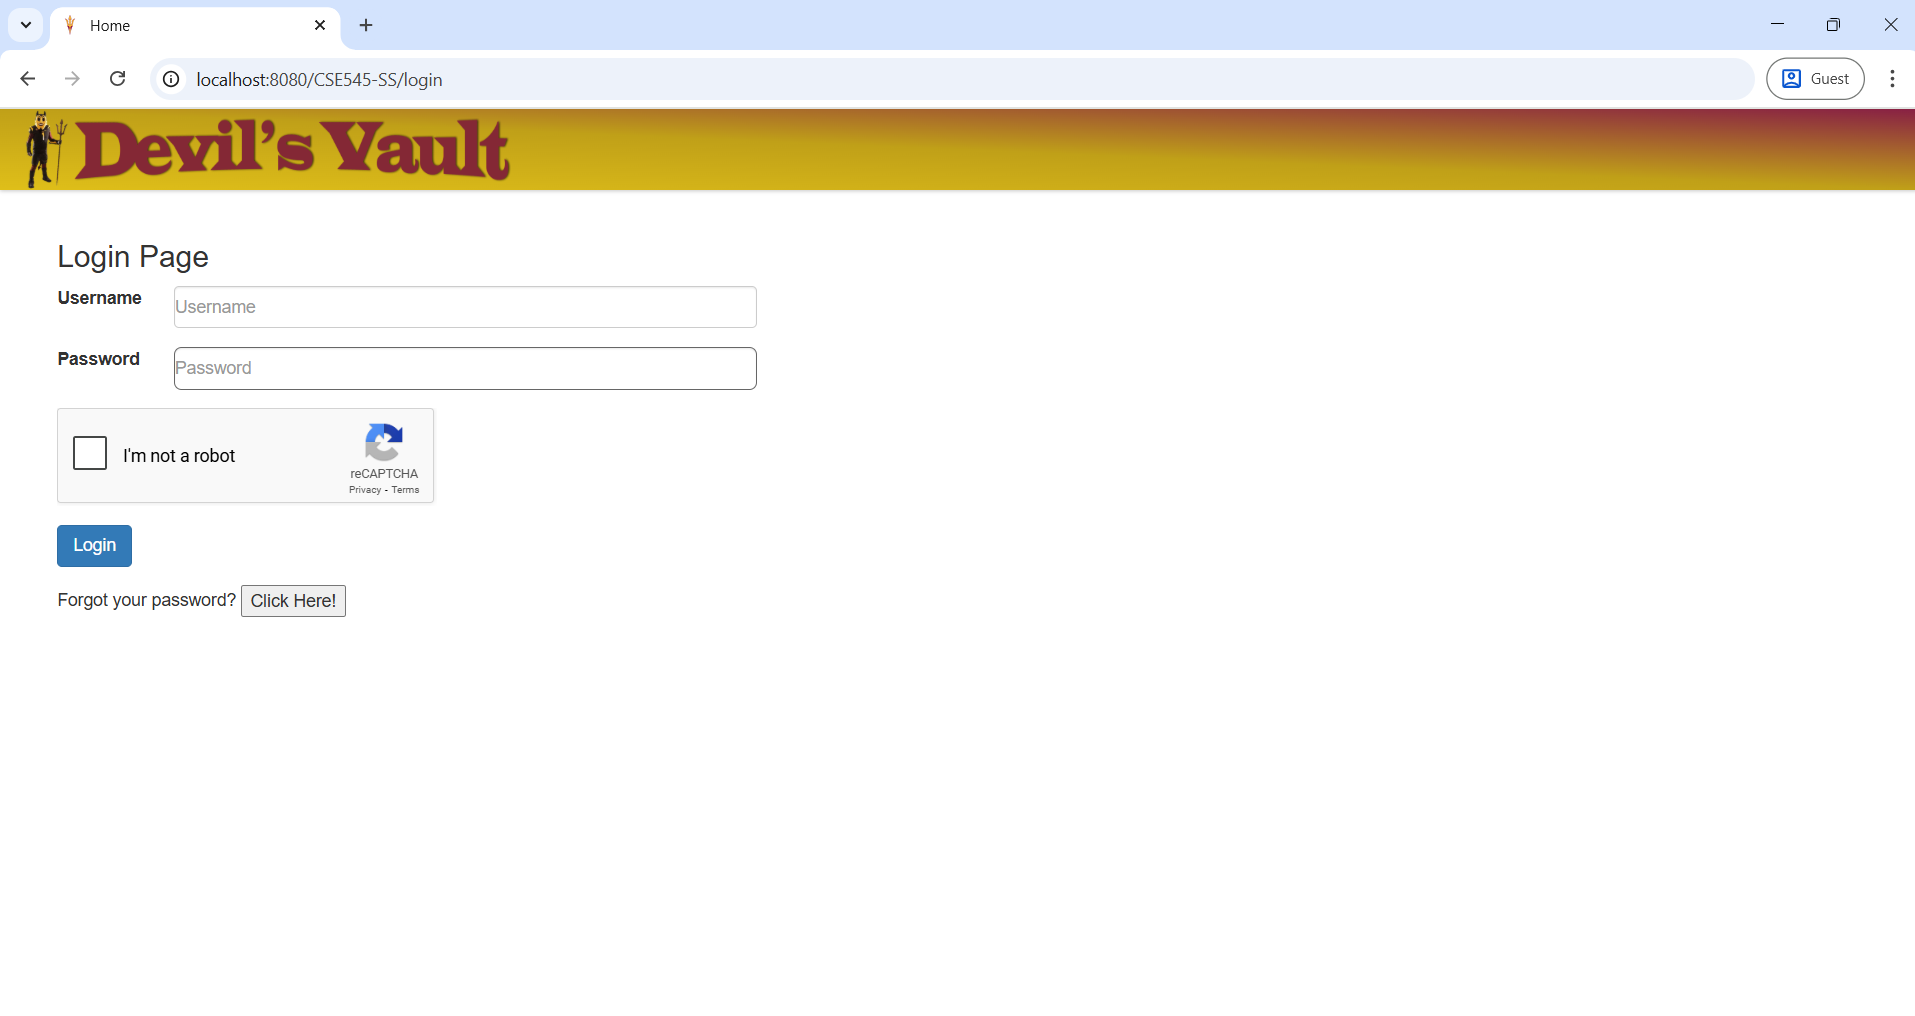 Home
localhost:8080/CSE545-SS/login
Guest
Devil's Vault
Login Page
Username
Username
Password
Password
I'm not a robot
reCAPTCHA
Privacy - Terms
Login
Forgot your password? Click Here!